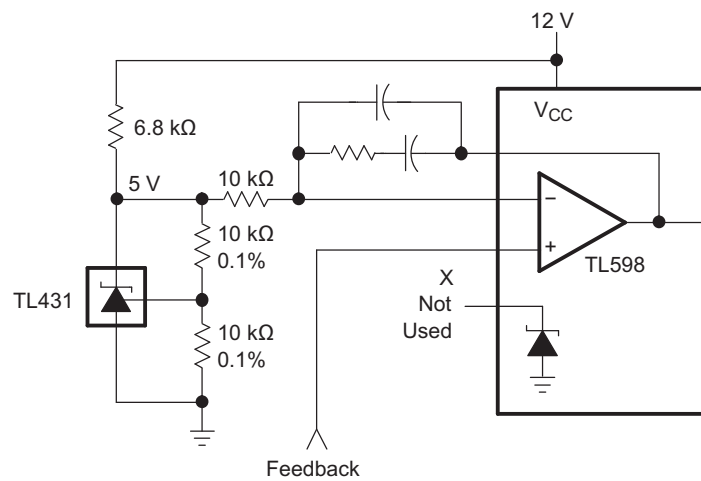 12 V
V_CC
6.8 kΩ
5 V
10 kΩ
10 kΩ
0.1%
−
+
TL598
X
Not
Used
TL431
10 kΩ
0.1%
Feedback